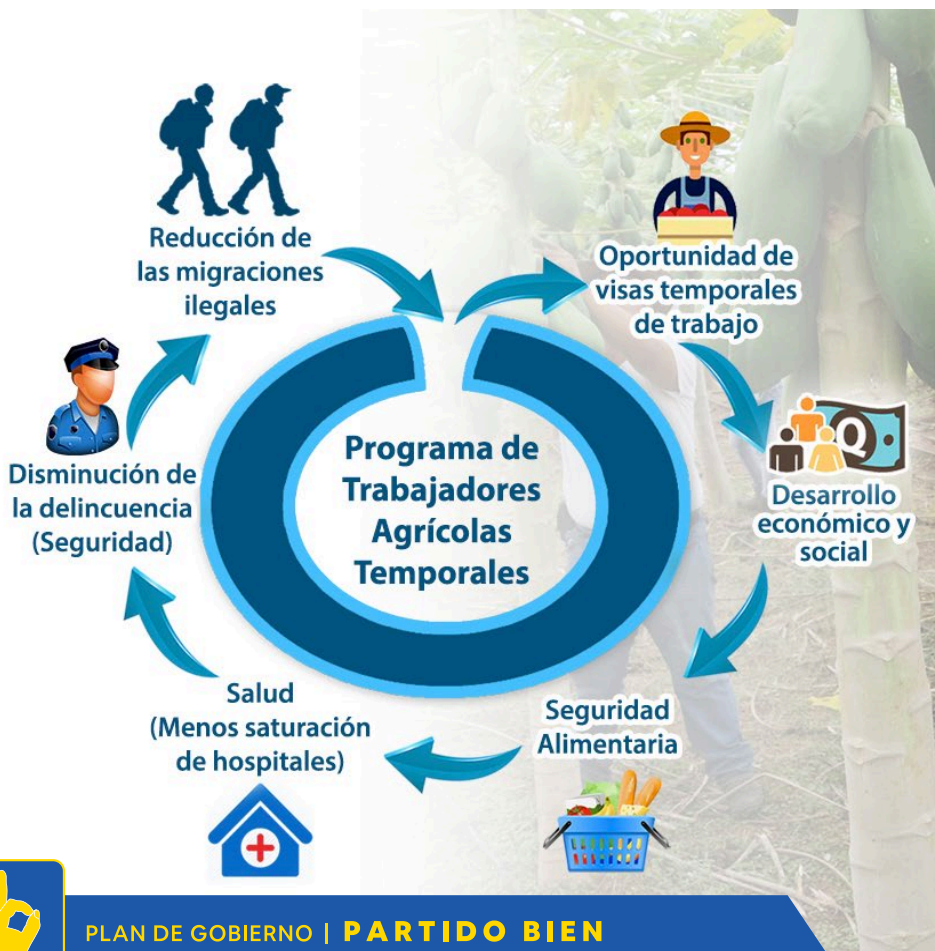 Reducción de
las migraciones
ilegales
Oportunidad de
visas temporales
de trabajo
Q
Desarrollo
económico y
social
Seguridad
Alimentaria
Salud
(Menos saturación
de hospitales)
Disminución de
la delincuencia
(Seguridad)
Programa de
Trabajadores
Agrícolas
Temporales
PLAN DE GOBIERNO | PARTIDO BIEN